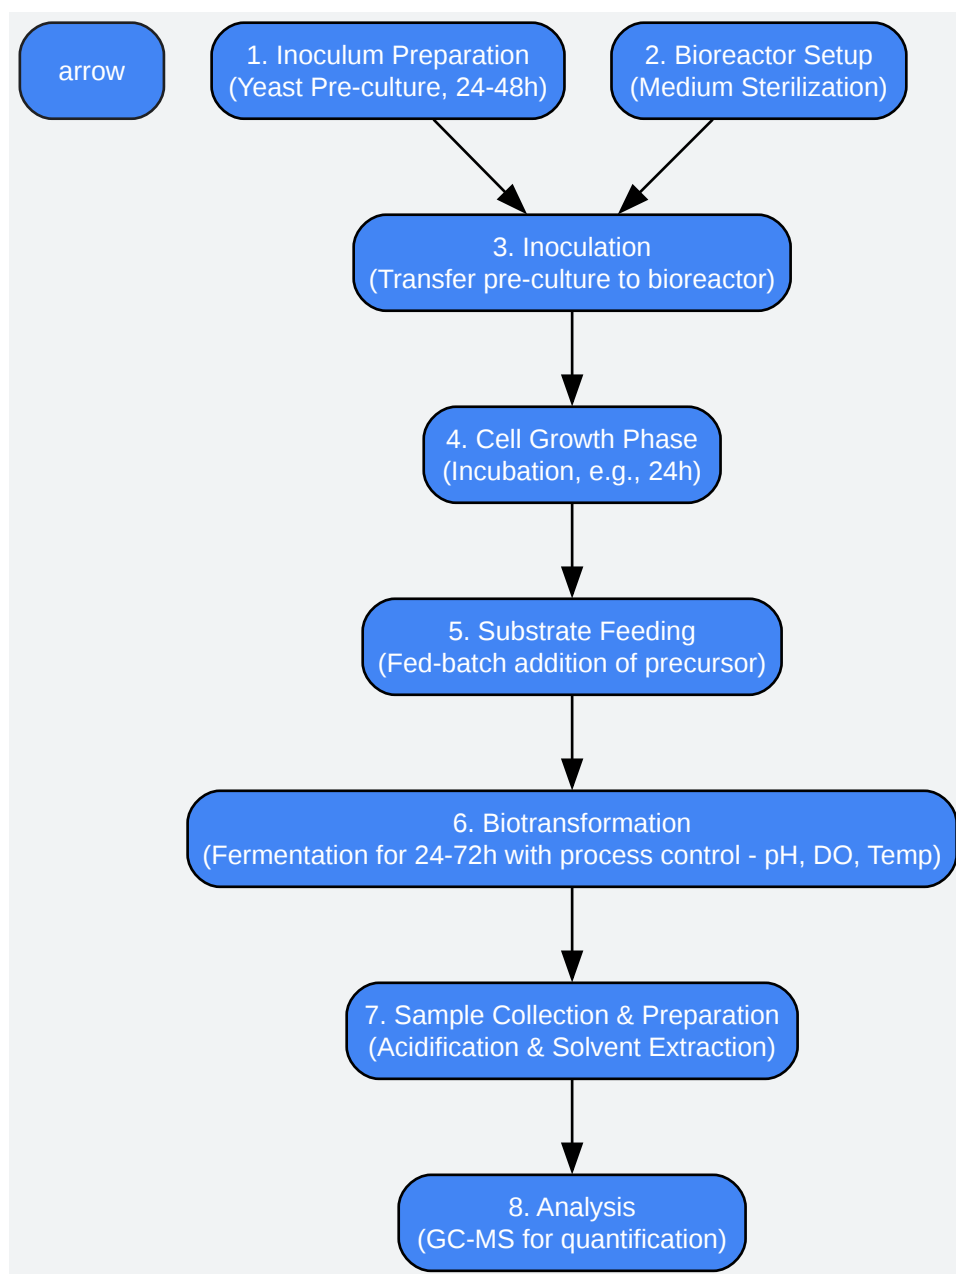 arrow
1. Inoculum Preparation
(Yeast Pre-culture, 24-48h)
2. Bioreactor Setup
(Medium Sterilization)
3. Inoculation
(Transfer pre-culture to bioreactor)
4. Cell Growth Phase
(Incubation, e.g., 24h)
5. Substrate Feeding
(Fed-batch addition of precursor)
6. Biotransformation
(Fermentation for 24-72h with process control - pH, DO, Temp)
7. Sample Collection & Preparation
(Acidification & Solvent Extraction)
8. Analysis
(GC-MS for quantification)